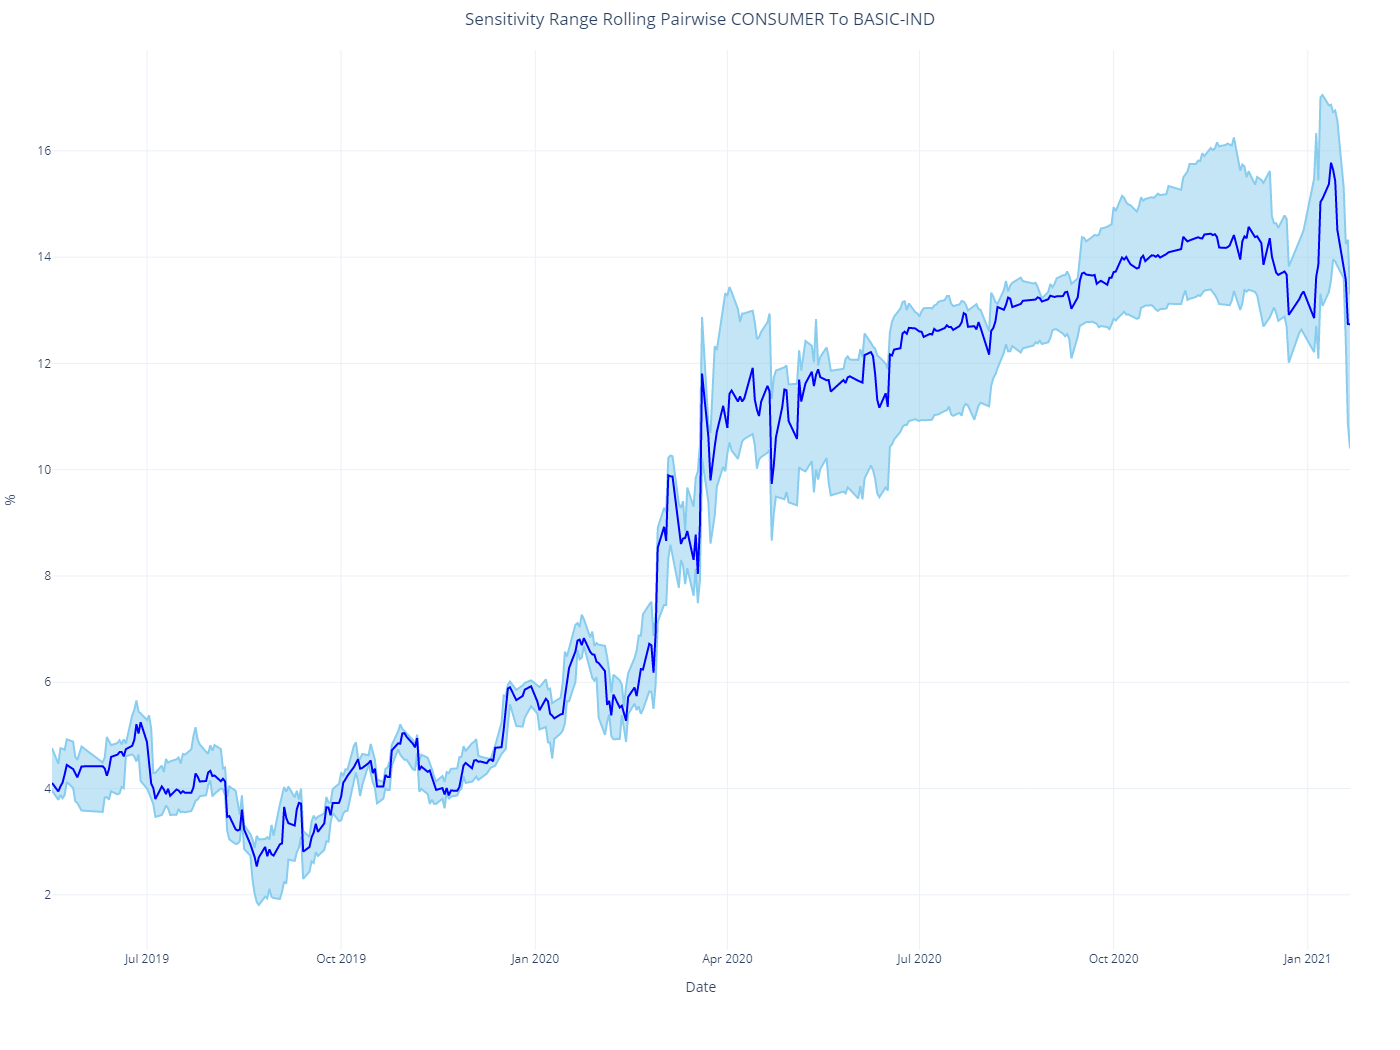 Sensitivity Range Rolling Pairwise CONSUMER To BASIC-IND
16
14
12
10
8
6
4
2
%
Jul 2019
Oct 2019
Jan 2020
Apr 2020
Jul 2020
Oct 2020
Jan 2021
Date